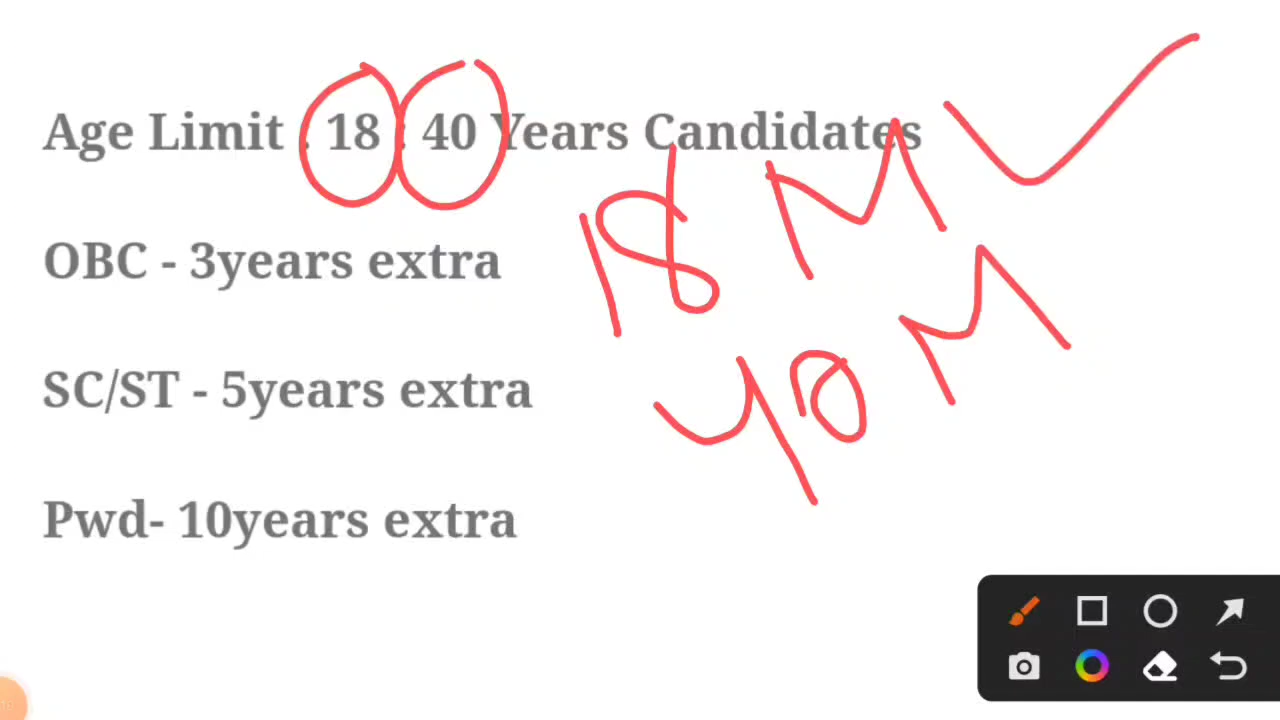 Age Limit : 18 : 40 Years Candidates
18 M
OBC - 3years extra
40 M
SC/ST - 5years extra
Pwd- 10years extra